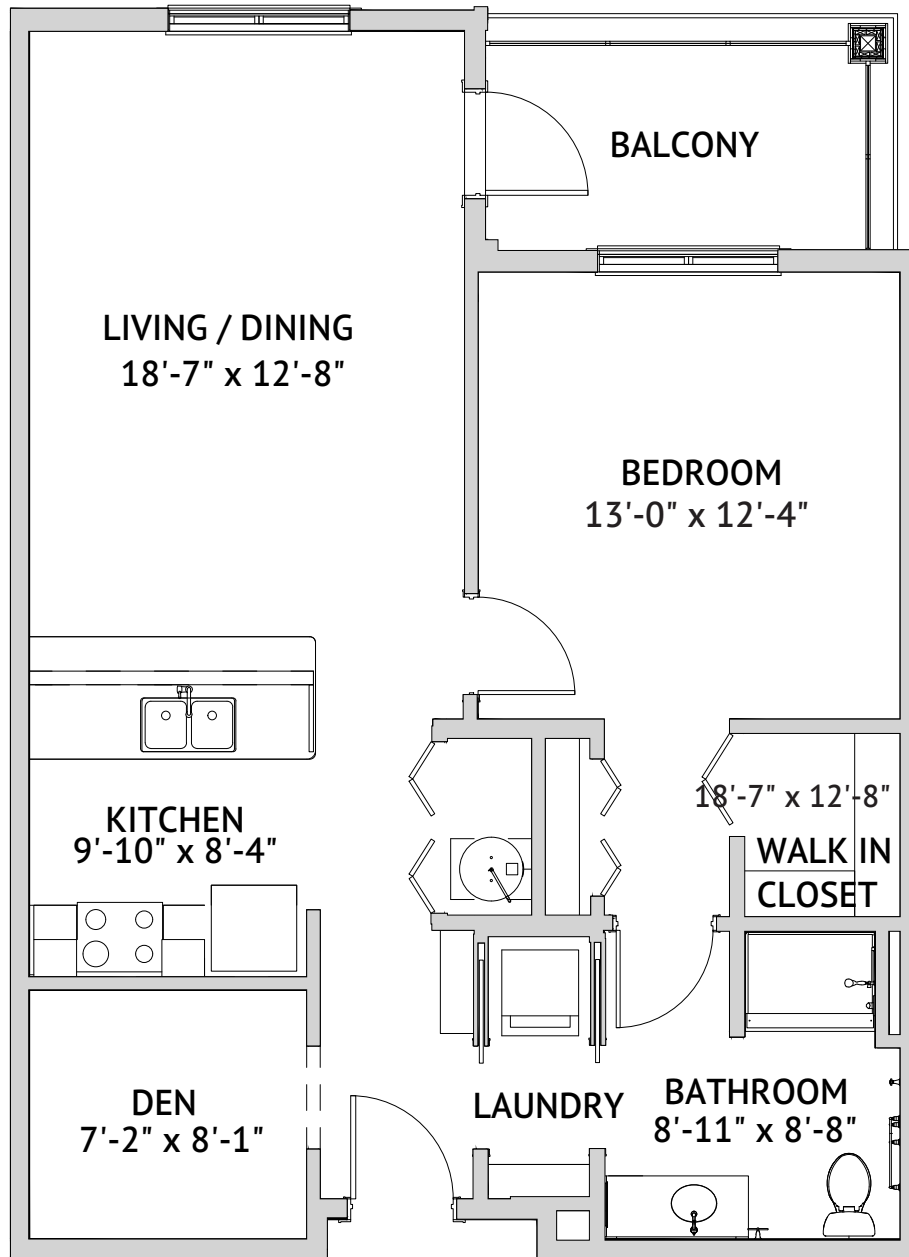 BALCONY
LIVING / DINING
18'-7" x 12'-8"
BEDROOM
13'-0" x 12'-4"
18'-7" x 12'-8"
KITCHEN
9'-10" x 8'-4"
WALK IN
CLOSET
DEN
7'-2" x 8'-1"
LAUNDRY
BATHROOM
8'-11" x 8'-8"